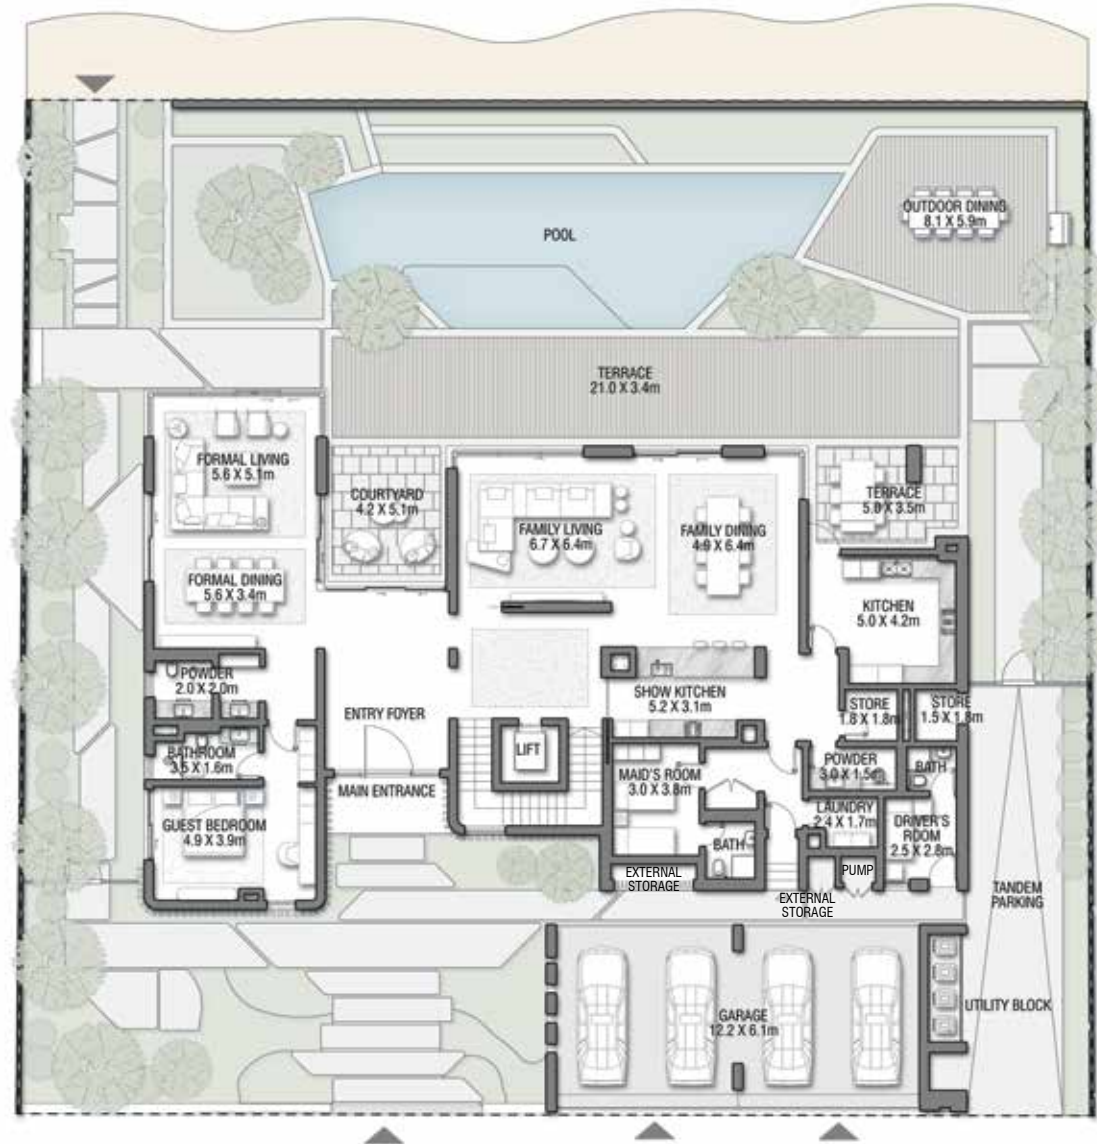 OUTDOOR DINING
8.1 X 5.9m
POOL
TERRACE
21.0 X 3.4m
FORMAL LIVING
5.6 X 5.1m
COURTYARD
4.2 X 5.1m
FAMILY LIVING
6.7 X 6.4m
FAMILY DINING
4.9 X 6.4m
TERRACE
5.0 X 3.5m
FORMAL DINING
5.6 X 3.4m
KITCHEN
5.0 X 4.2m
POWDER
2.0 X 2.0m
SHOW KITCHEN
5.2 X 3.1m
STORE
1.8 X 1.8m
STORE
1.5 X 1.8m
ENTRY FOYER
LIFT
BATHROOM
3.5 X 1.6m
MAIN ENTRANCE
MAID'S ROOM
3.0 X 3.8m
POWDER
3.0 X 1.5m
BATH
GUEST BEDROOM
4.9 X 3.9m
LAUNDRY
2.4 X 1.7m
DRIVER'S
ROOM
2.5 X 2.8m
BATH
EXTERNAL
STORAGE
PUMP
EXTERNAL
STORAGE
TANDEM
PARKING
GARAGE
12.2 X 6.1m
UTILITY BLOCK